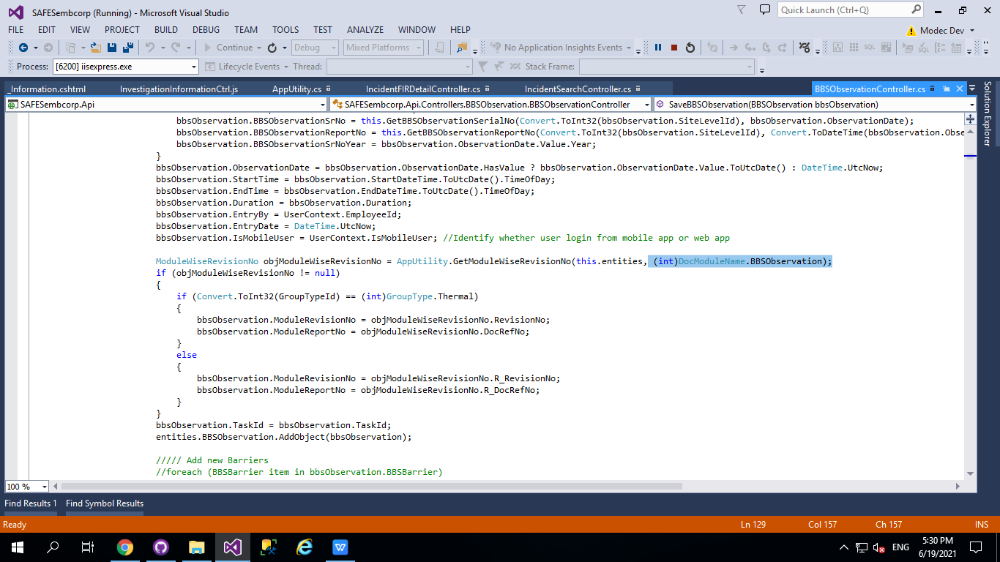 SAFESembcorp (Running) - Microsoft Visual Studio
Quick Launch (Ctrl+Q)
FILE EDIT VIEW PROJECT BUILD DEBUG TEAM TOOLS TEST ANALYZE WINDOW HELP
Modec Dev
Continue Debug Mixed Platforms No Application Insights Events
Process: [6200] iisexpress.exe Lifecycle Events Thread: Stack Frame:
_Information.cshtml InvestigationInformationCtrl.js AppUtility.cs IncidentFIRDetailController.cs IncidentSearchController.cs BBSObservationController.cs
Solution Explorer
SAFESembcorp.Api SAFESembcorp.Api.Controllers.BBSObservation.BBSObservationController SaveBBSObservation(BBSObservation bbsObservation)
bbsObservation.BBSObservationSrNo = this.GetBBSObservationSerialNo(Convert.ToInt32(bbsObservation.SiteLevelId), bbsObservation.ObservationDate);
bbsObservation.BBSObservationReportNo = this.GetBBSObservationReportNo(Convert.ToInt32(bbsObservation.SiteLevelId), Convert.ToDateTime(bbsObservation.Obse
bbsObservation.BBSObservationSrNoYear = bbsObservation.ObservationDate.Value.Year;
}
bbsObservation.ObservationDate = bbsObservation.ObservationDate.HasValue ? bbsObservation.ObservationDate.Value.ToUtcDate() : DateTime.UtcNow;
bbsObservation.StartTime = bbsObservation.StartDateTime.ToUtcDate().TimeOfDay;
bbsObservation.EndTime = bbsObservation.EndDateTime.ToUtcDate().TimeOfDay;
bbsObservation.Duration = bbsObservation.Duration;
bbsObservation.EntryBy = UserContext.EmployeeId;
bbsObservation.EntryDate = DateTime.UtcNow;
bbsObservation.IsMobileUser = UserContext.IsMobileUser; //Identify whether user login from mobile app or web app
ModuleWiseRevisionNo objModuleWiseRevisionNo = AppUtility.GetModuleWiseRevisionNo(this.entities, (int)DocModuleName.BBSObservation);
if (objModuleWiseRevisionNo != null)
{
if (Convert.ToInt32(GroupTypeId) == (int)GroupType.Thermal)
{
bbsObservation.ModuleRevisionNo = objModuleWiseRevisionNo.RevisionNo;
bbsObservation.ModuleReportNo = objModuleWiseRevisionNo.DocRefNo;
}
else
{
bbsObservation.ModuleRevisionNo = objModuleWiseRevisionNo.R_RevisionNo;
bbsObservation.ModuleReportNo = objModuleWiseRevisionNo.R_DocRefNo;
}
}
bbsObservation.TaskId = bbsObservation.TaskId;
entities.BBSObservation.AddObject(bbsObservation);
///// Add new Barriers
//foreach (BBSBarrier item in bbsObservation.BBSBarrier)
100 %
Find Results 1 Find Symbol Results
Ready Ln 129 Col 157 Ch 157 INS
ENG 5:30 PM
6/19/2021